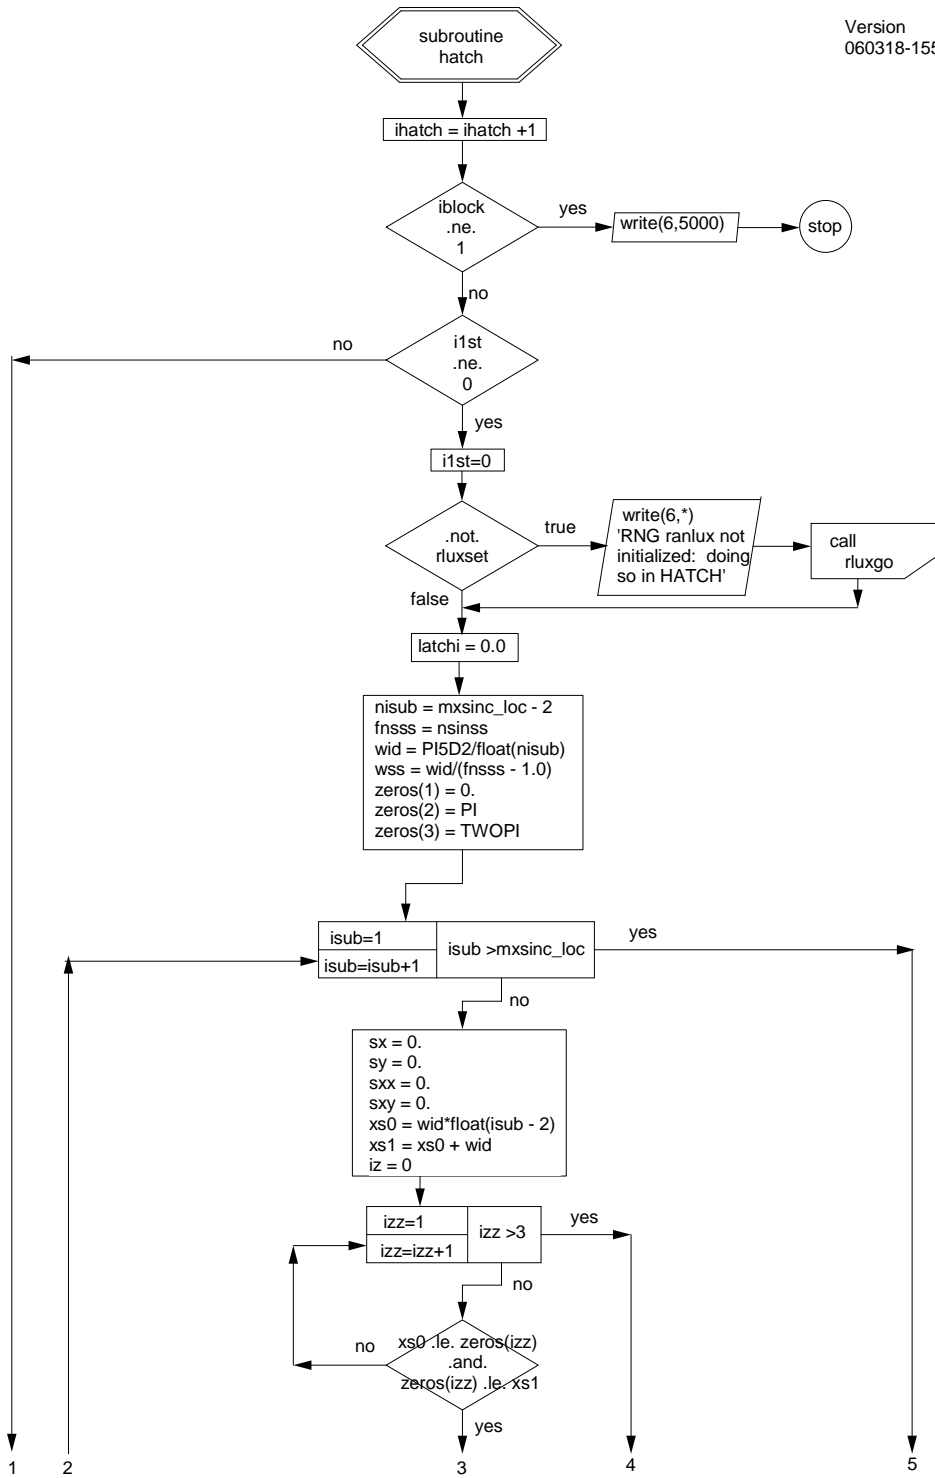 subroutine
hatch
Version
060318-155
ihatch = ihatch +1
iblock
.ne.
1
yes
write(6,5000)
stop
no
i1st
.ne.
0
no
yes
i1st=0
.not.
rluxset
true
write(6,*)
'RNG ranlux not
initialized:  doing
so in HATCH'
call
rluxgo
false
latchi = 0.0
nisub = mxsinc_loc - 2
fnsss = nsinss
wid = PI5D2/float(nisub)
wss = wid/(fnsss - 1.0)
zeros(1) = 0.
zeros(2) = PI
zeros(3) = TWOPI
isub=1
isub=isub+1
isub >mxsinc_loc
yes
no
sx = 0.
sy = 0.
sxx = 0.
sxy = 0.
xs0 = wid*float(isub - 2)
xs1 = xs0 + wid
iz = 0
izz=1
izz=izz+1
izz >3
yes
no
no
xs0 .le. zeros(izz)
.and.
zeros(izz) .le. xs1
yes
1
2
3
4
5